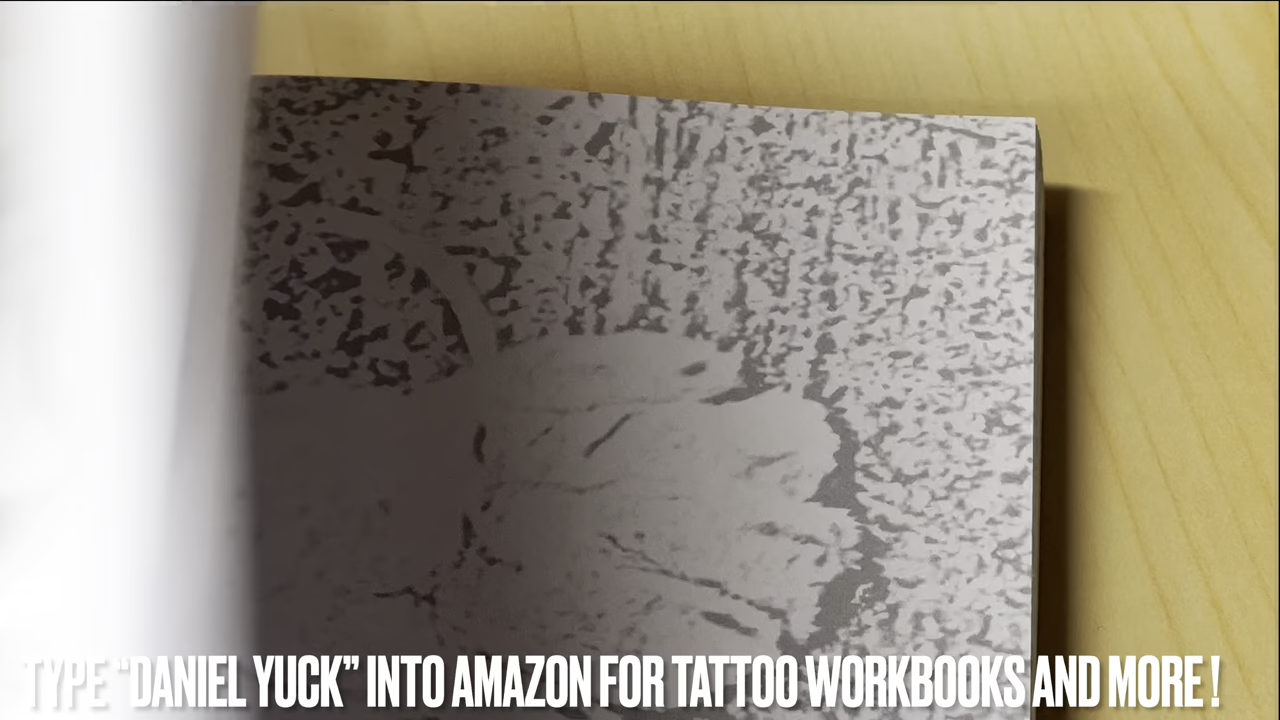 TYPE “DANIEL YUCK” INTO AMAZON FOR TATTOO WORKBOOKS AND MORE !